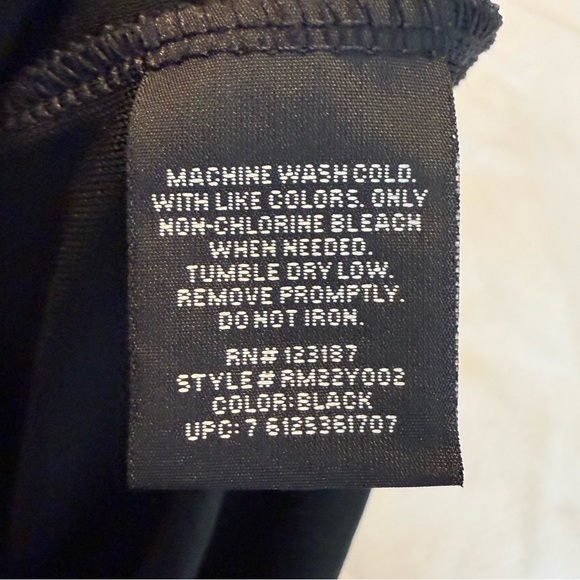 MACHINE WASH COLD.
WITH LIKE COLORS. ONLY
NON-CHLORINE BLEACH
WHEN NEEDED.
TUMBLE DRY LOW.
REMOVE PROMPTLY.
DO NOT IRON.
RN# 123187
STYLE# RM22Y002
COLOR:BLACK
UPC: 7 6125361707